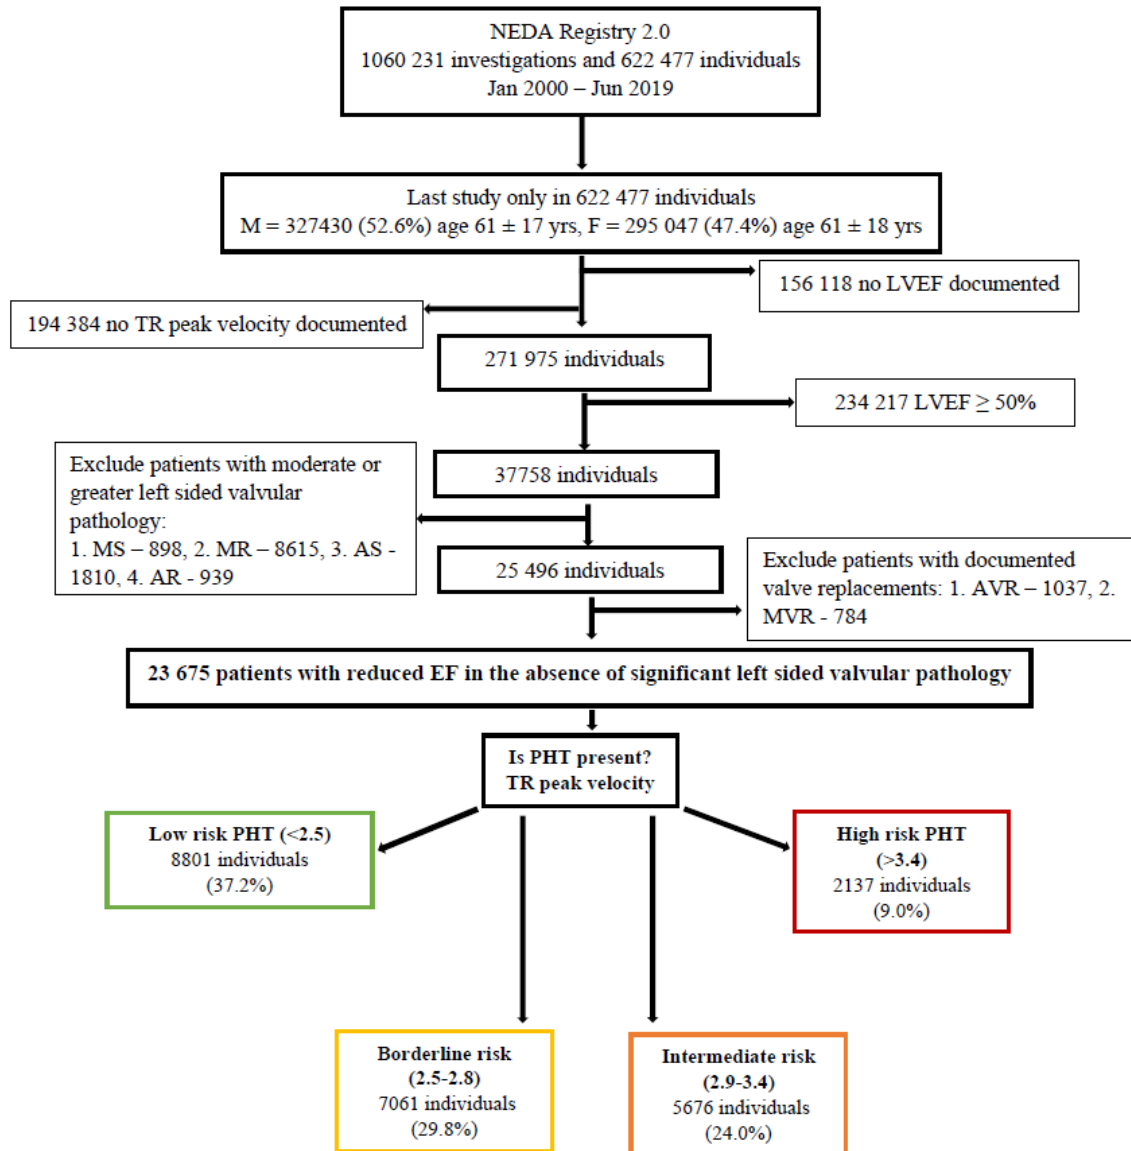 NEDA Registry 2.0
1060 231 investigations and 622 477 individuals
Jan 2000 – Jun 2019
Last study only in 622 477 individuals
M = 327430 (52.6%) age 61 ± 17 yrs, F = 295 047 (47.4%) age 61 ± 18 yrs
156 118 no LVEF documented
194 384 no TR peak velocity documented
271 975 individuals
234 217 LVEF ≥ 50%
37758 individuals
Exclude patients with moderate or
greater left sided valvular
pathology:
1. MS – 898, 2. MR – 8615, 3. AS -
1810, 4. AR - 939
25 496 individuals
Exclude patients with documented
valve replacements: 1. AVR – 1037, 2.
MVR - 784
23 675 patients with reduced EF in the absence of significant left sided valvular pathology
Is PHT present?
TR peak velocity
Low risk PHT (<2.5)
8801 individuals
(37.2%)
High risk PHT
(>3.4)
2137 individuals
(9.0%)
Borderline risk
(2.5-2.8)
7061 individuals
(29.8%)
Intermediate risk
(2.9-3.4)
5676 individuals
(24.0%)